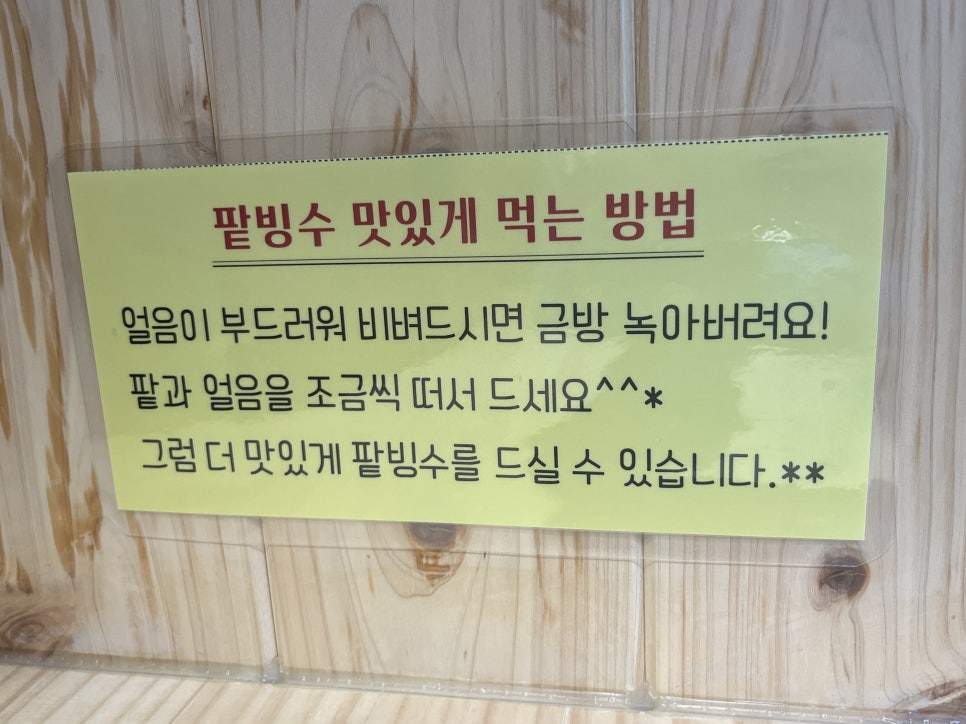 팥빙수 맛있게 먹는 방법
얼음이 부드러워 비벼드시면 금방 녹아버려요!
팥과 얼음을 조금씩 떠서 드세요^^*
그럼 더 맛있게 팥빙수를 드실 수 있습니다.**